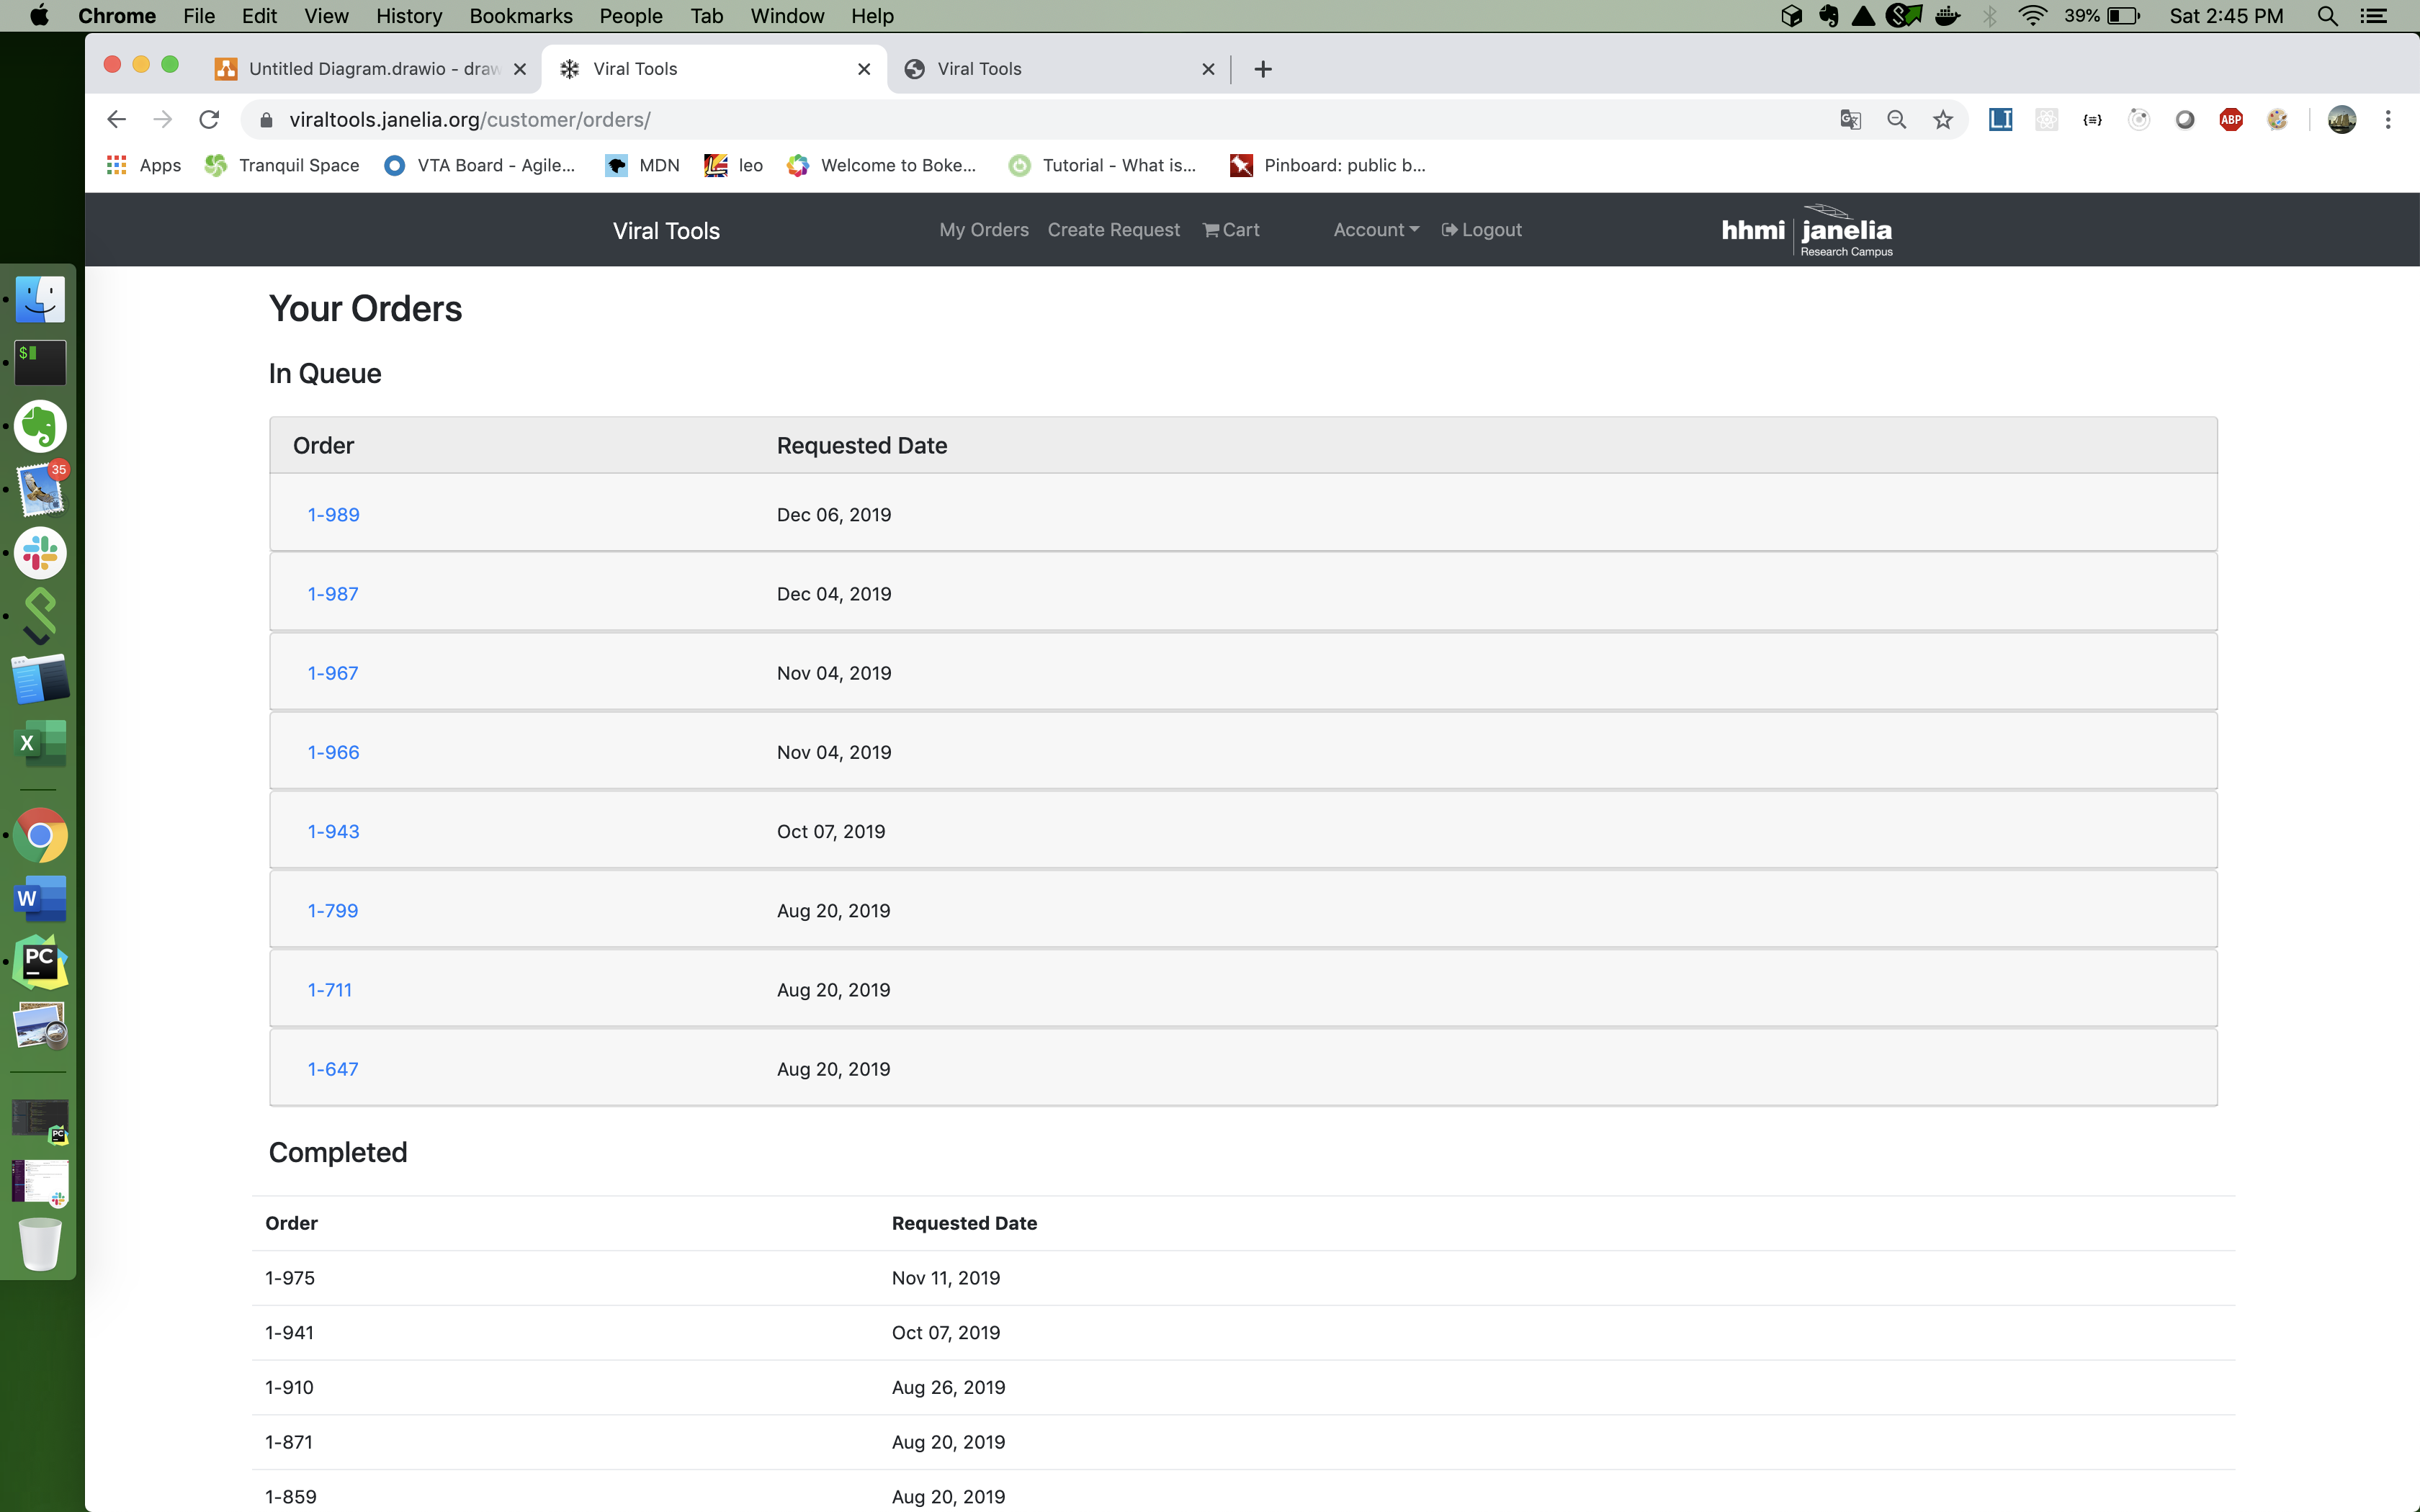 Chrome File Edit View History Bookmarks People Tab Window Help 39% Sat 2:45 PM
Untitled Diagram.drawio - draw Viral Tools Viral Tools
viraltools.janelia.org/customer/orders/ LI {≡} ABP
Apps Tranquil Space VTA Board - Agile... MDN leo Welcome to Boke... Tutorial - What is... Pinboard: public b...
Viral Tools My Orders Create Request Cart Account Logout hhmi janelia
Research Campus
Your Orders
In Queue
Order Requested Date
1-989 Dec 06, 2019
1-987 Dec 04, 2019
1-967 Nov 04, 2019
1-966 Nov 04, 2019
1-943 Oct 07, 2019
1-799 Aug 20, 2019
1-711 Aug 20, 2019
1-647 Aug 20, 2019
Completed
Order Requested Date
1-975 Nov 11, 2019
1-941 Oct 07, 2019
1-910 Aug 26, 2019
1-871 Aug 20, 2019
1-859 Aug 20, 2019
$
35
X
W
PC
PC